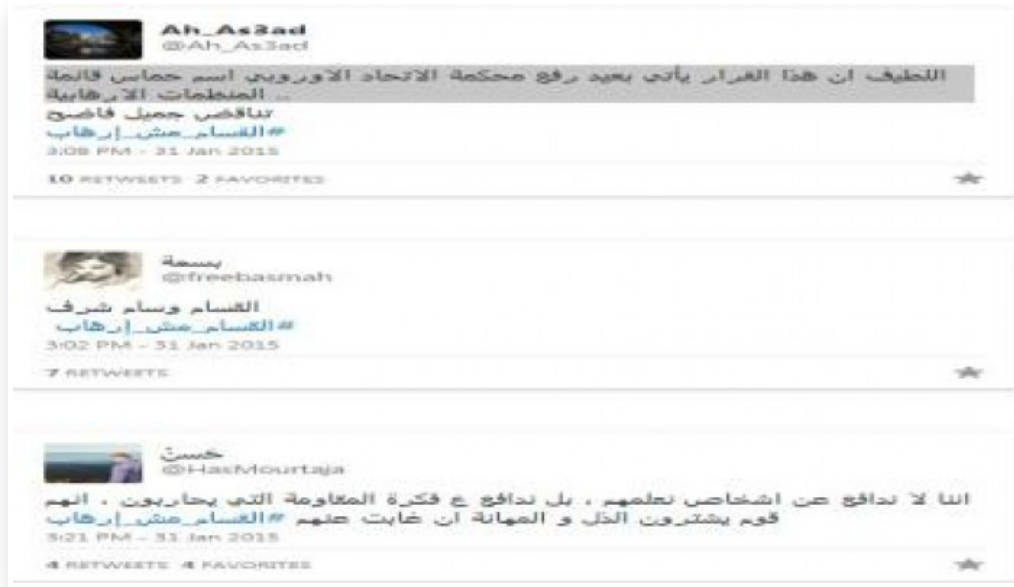 Ah_As3ad
@Ah_As3ad
اللطيف ان هذا القرار يأتي بعيد رفع محكمة الاتحاد الاوروبي اسم حماس قائمة
المنظمات الارهابية ..
تناقض جميل فاضح
#القسام_مش_إرهاب
3:08 PM - 31 Jan 2015
10 RETWEETS 2 FAVORITES
بسمة
@freebasmah
القسام وسام شرف
#القسام_مش_إرهاب
3:02 PM - 31 Jan 2015
7 RETWEETS
حَسنْ
@HasMourtaja
اننا لا ندافع عن اشخاص نعلمهم ، بل ندافع ع فكرة المقاومة التي يحاربون ، انهم
قوم يشترون الذل و المهانة ان غابت عنهم #القسام_مش_إرهاب
3:21 PM - 31 Jan 2015
4 RETWEETS 4 FAVORITES